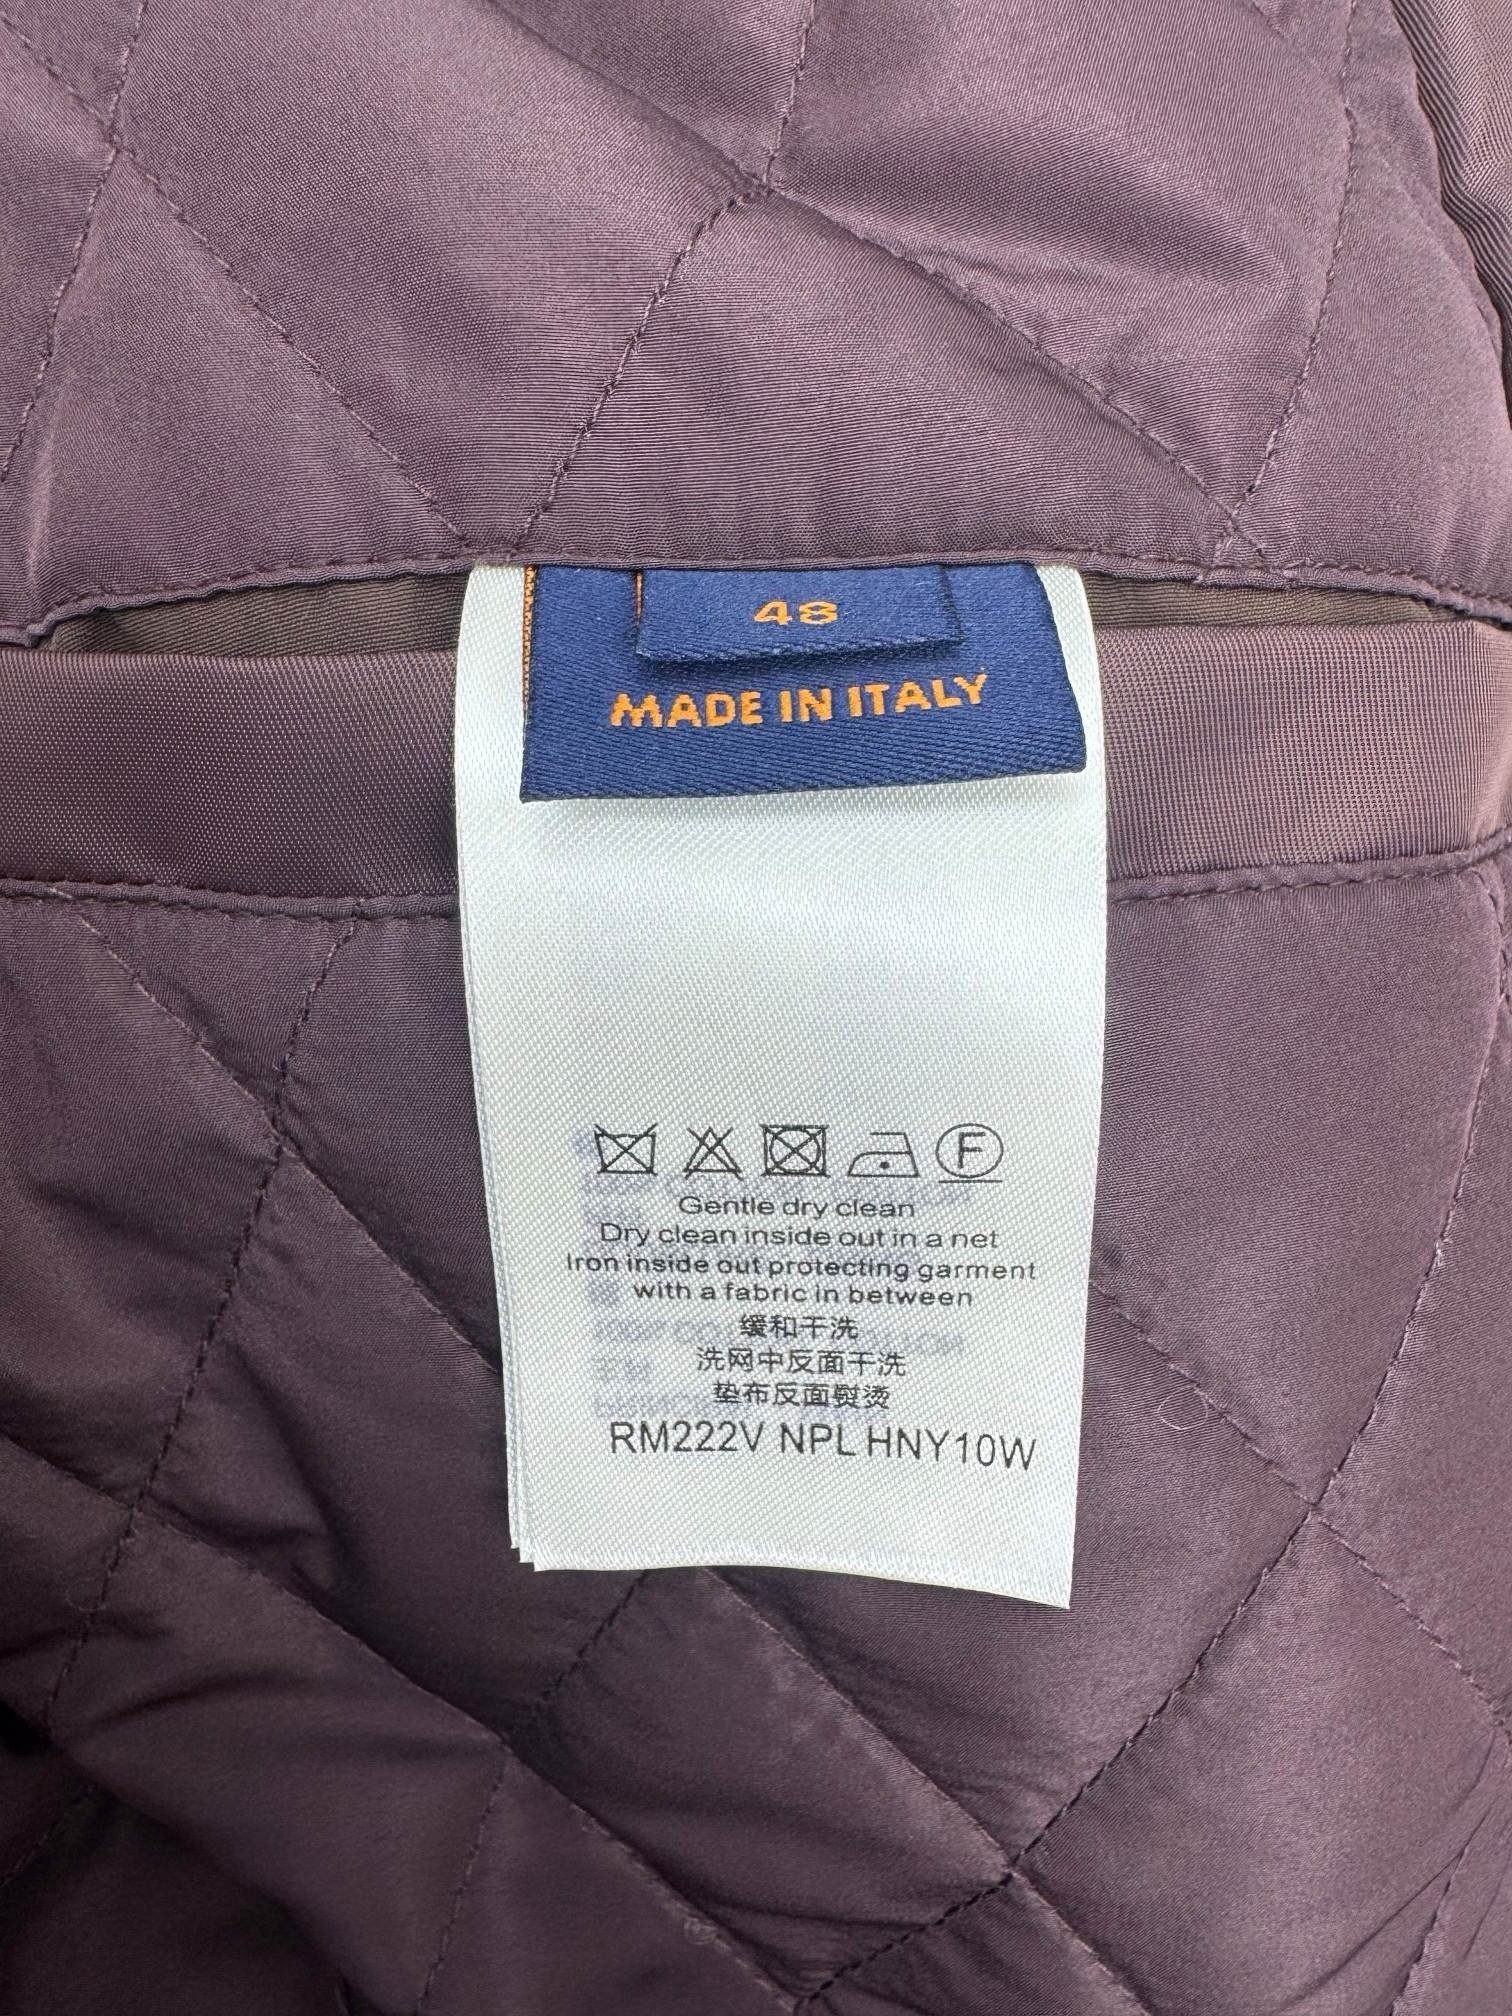 48
MADE IN ITALY
F
Gentle dry clean
Dry clean inside out in a net
Iron inside out protecting garment
with a fabric in between
缓和干洗
洗网中反面干洗
垫布反面熨烫
RM222V NPL HNY10W